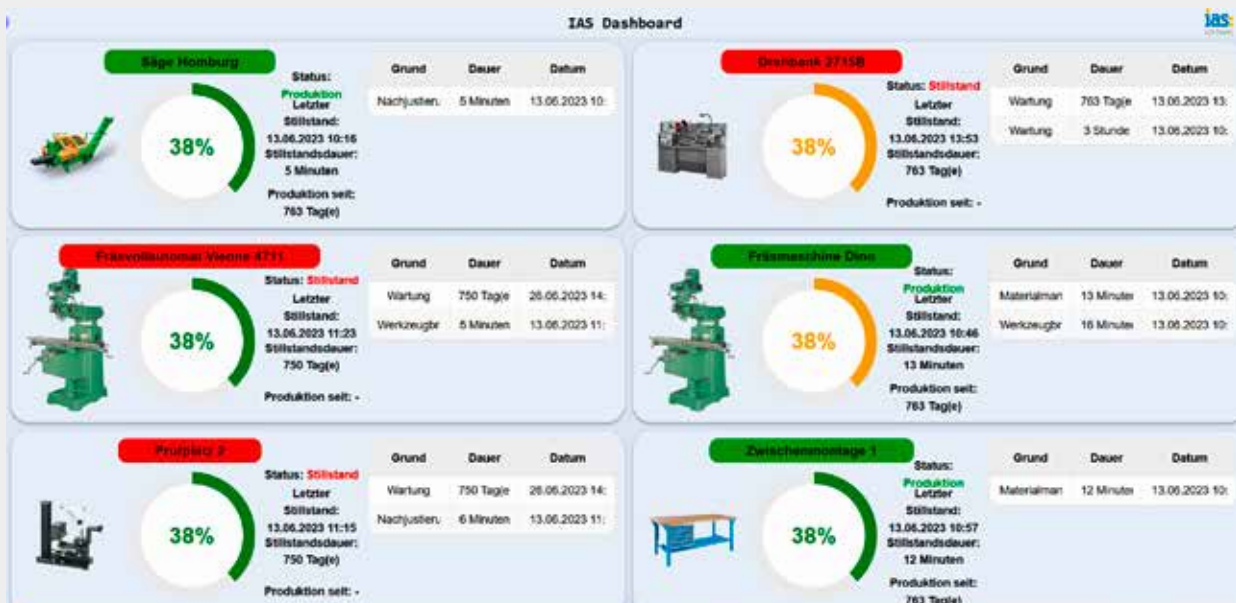 IAS Dashboard
ias:
Säge Homburg
38%
Status:
Produktion
Letzter
Stillstand:
13.06.2023 10:16
Stillstandsdauer:
5 Minuten
Produktion seit:
763 Tag(e)
Grund Dauer Datum
Nachjustieru 5 Minuten 13.06.2023 10:
Drehbank 2715B
38%
Status: Stillstand
Letzter
Stillstand:
13.06.2023 13:53
Stillstandsdauer:
763 Tag(e)
Produktion seit: -
Grund Dauer Datum
Wartung 763 Tag(e 13.06.2023 13:
Wartung 3 Stunde 13.06.2023 10:
4711
38%
Status: Stillstand
Letzter
Stillstand:
13.06.2023 11:23
Stillstandsdauer:
750 Tag(e)
Produktion seit: -
Grund Dauer Datum
Wartung 750 Tag(e 26.06.2023 14:
Werkzeugbr 5 Minuten 13.06.2023 11:
Fräsmaschine Dino
38%
Status:
Produktion
Letzter
Stillstand:
13.06.2023 10:46
Stillstandsdauer:
13 Minuten
Produktion seit:
763 Tag(e)
Grund Dauer Datum
Materialman 13 Minuten 13.06.2023 10:
Werkzeugbr 16 Minuten 13.06.2023 10:
Prüfplatz 2
38%
Status: Stillstand
Letzter
Stillstand:
13.06.2023 11:15
Stillstandsdauer:
750 Tag(e)
Produktion seit: -
Grund Dauer Datum
Wartung 750 Tag(e 26.06.2023 14:
Nachjustieru 6 Minuten 13.06.2023 11:
Zwischenmontage 1
38%
Status:
Produktion
Letzter
Stillstand:
13.06.2023 10:57
Stillstandsdauer:
12 Minuten
Produktion seit:
763 Tag(e)
Grund Dauer Datum
Materialman 12 Minuten 13.06.2023 10: